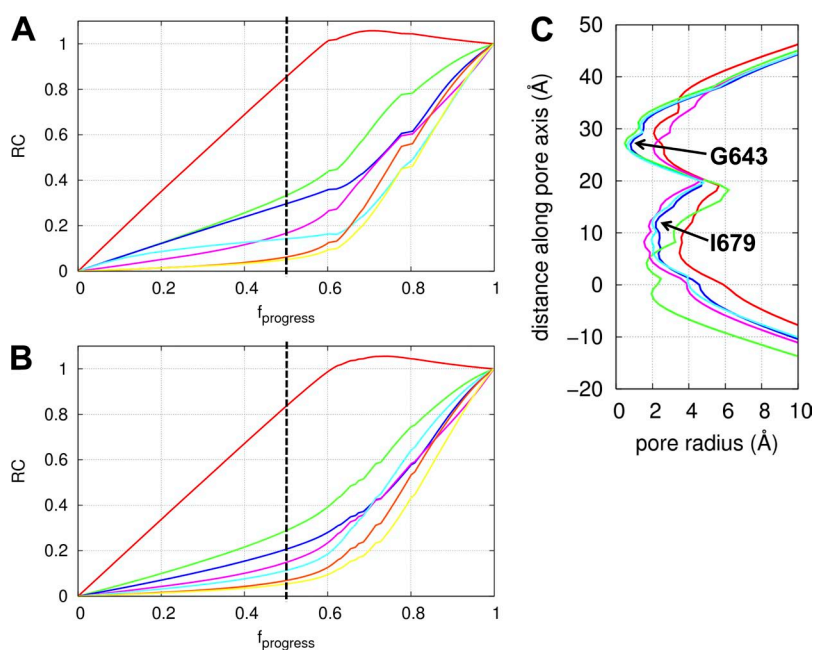 A
1
0.8
0.6
0.4
0.2
0
RC
0 0.2 0.4 0.6 0.8 1
fprogress
B
1
0.8
0.6
0.4
0.2
0
RC
0 0.2 0.4 0.6 0.8 1
fprogress
C
50
40
30
20
10
0
−10
−20
distance along pore axis (Å)
G643
I679
0 2 4 6 8 10
pore radius (Å)